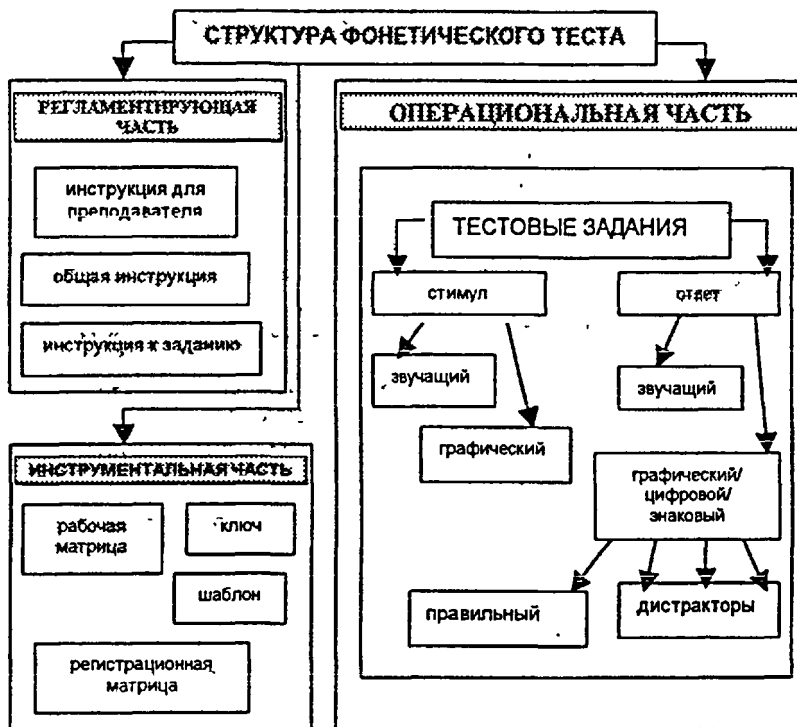 СТРУКТУРА ФОНЕТИЧЕСКОГО ТЕСТА
РЕГЛАМЕНТИРУЮЩАЯ
ЧАСТЬ
инструкция для
преподавателя
общая инструкция
инструкция к заданию
ИНСТРУМЕНТАЛЬНАЯ ЧАСТЬ
рабочая
матрица
ключ
шаблон
регистрационная
матрица
ОПЕРАЦИОНАЛЬНАЯ ЧАСТЬ
ТЕСТОВЫЕ ЗАДАНИЯ
стимул
ответ
звучащий
звучащий
графический
графический/
цифровой/
знаковый
правильный
дистракторы